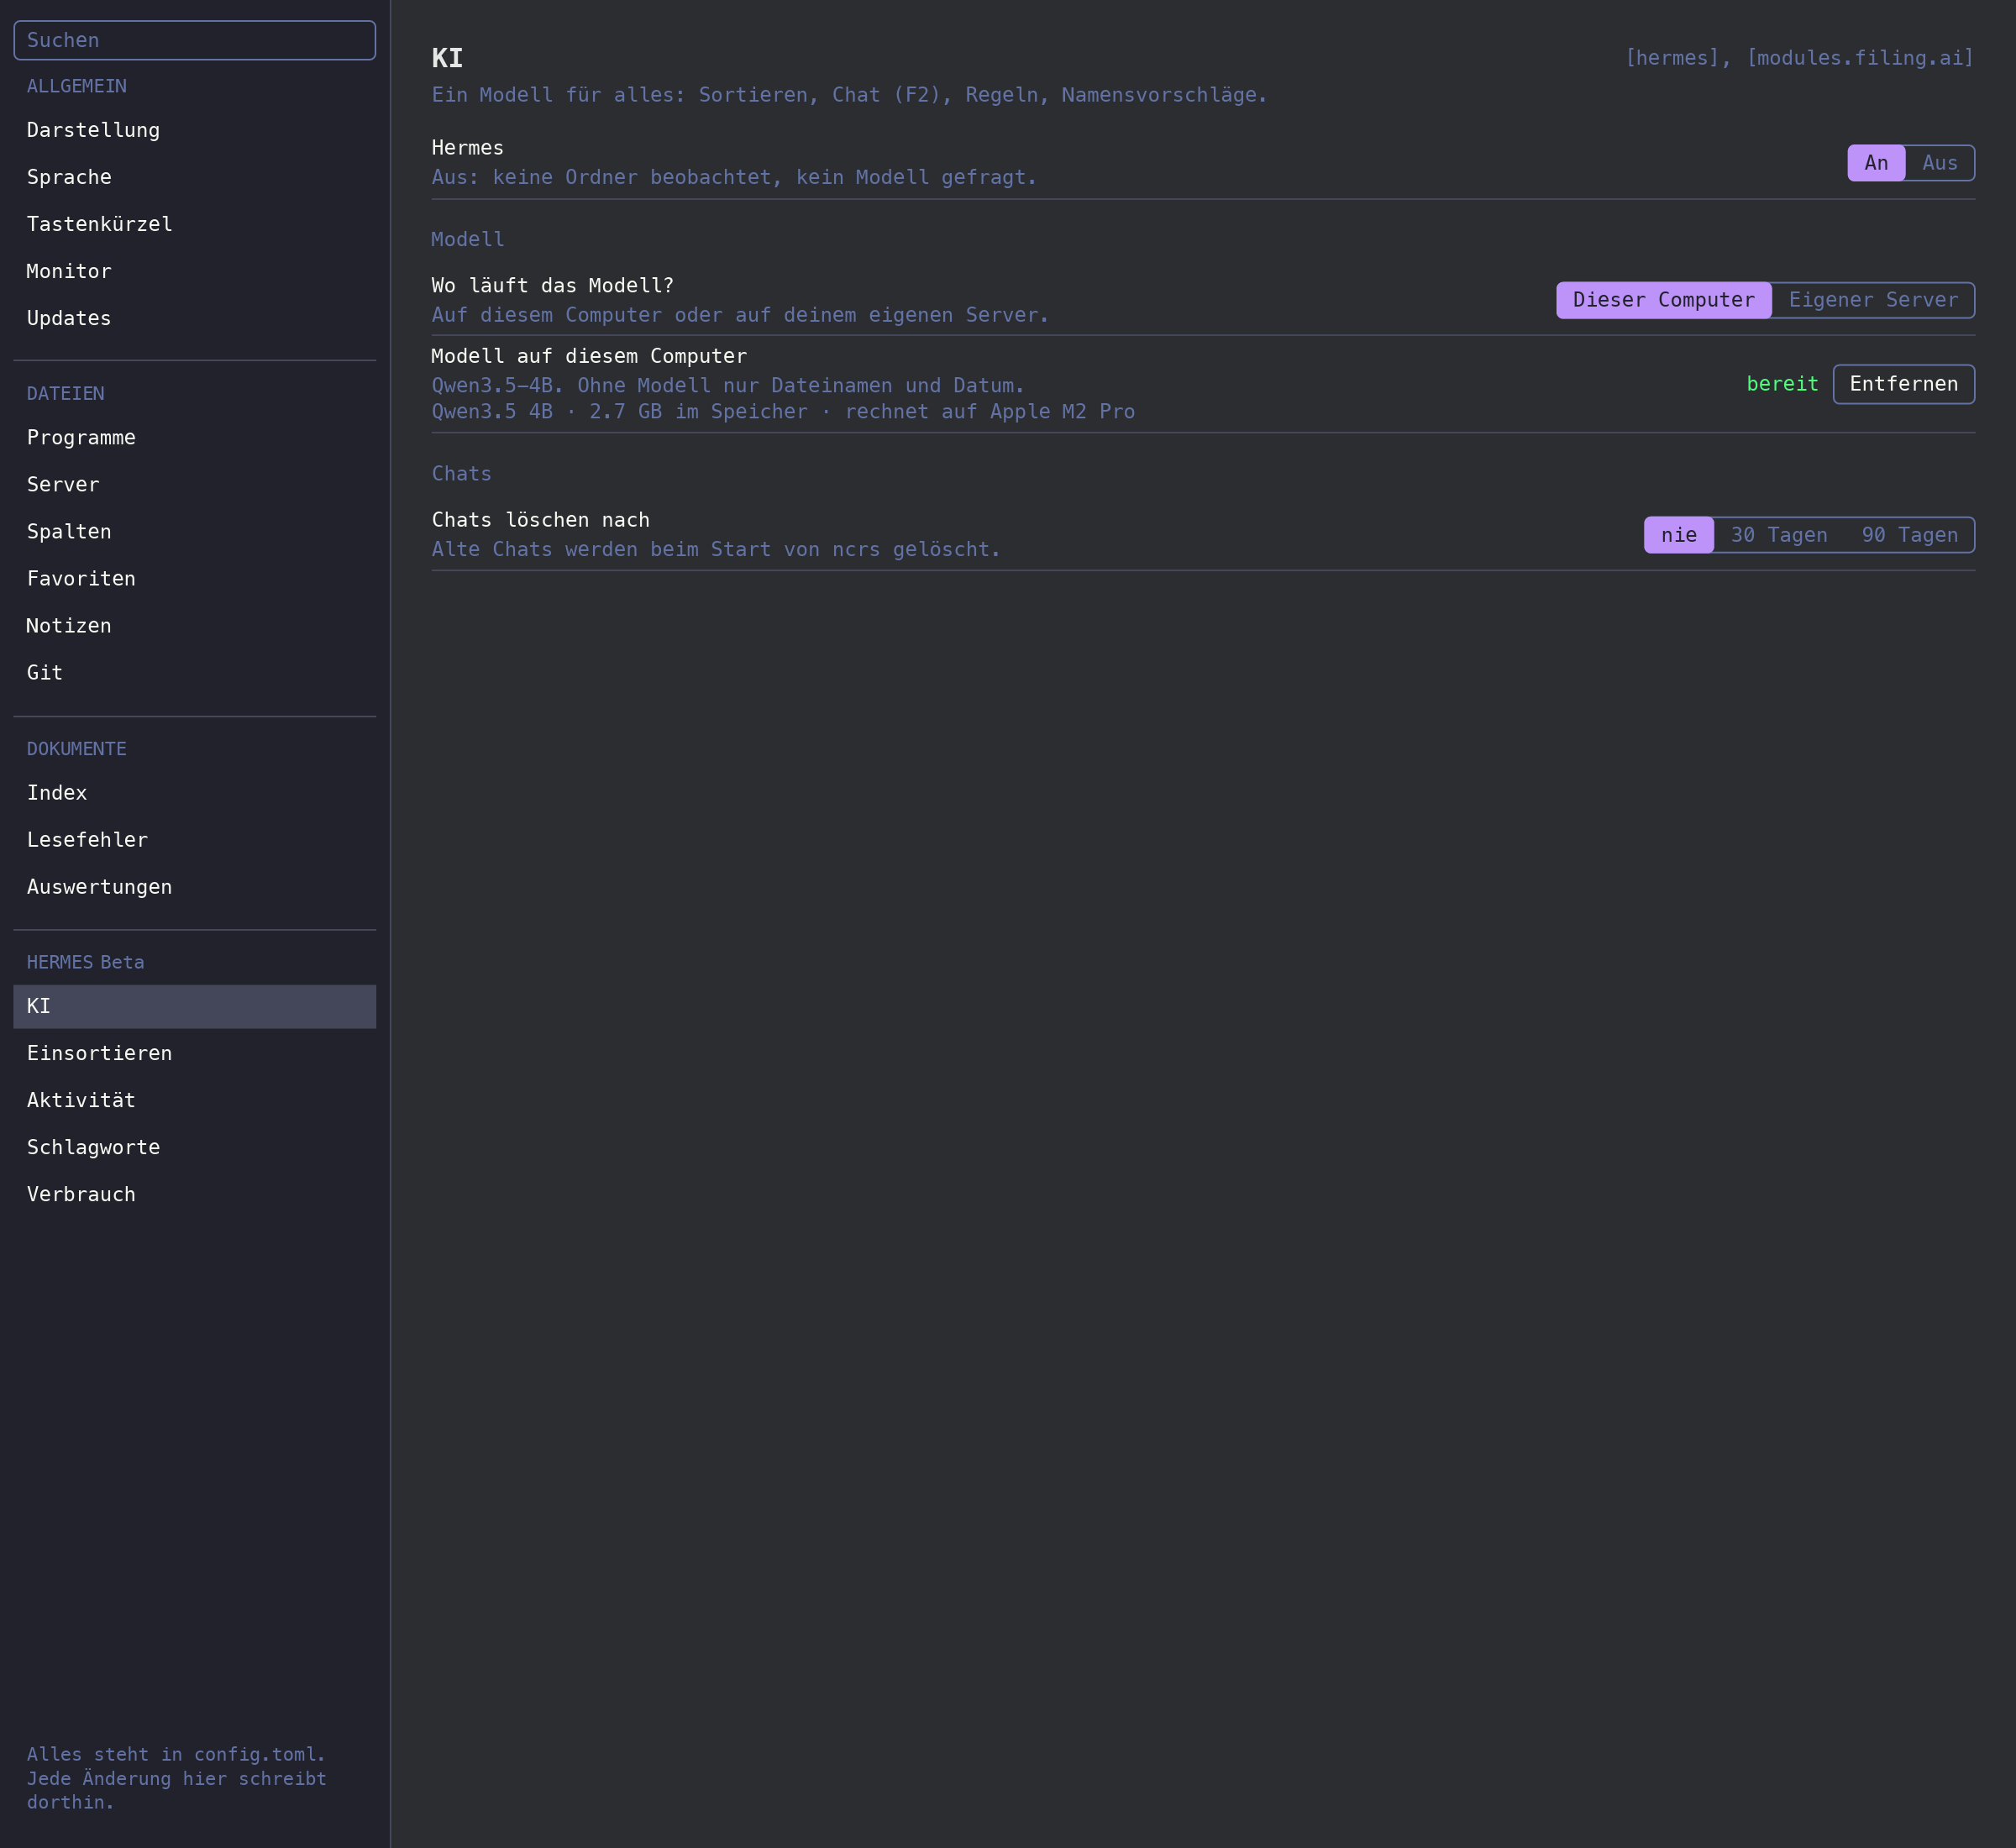 Suchen
ALLGEMEIN
Darstellung
Sprache
Tastenkürzel
Monitor
Updates
DATEIEN
Programme
Server
Spalten
Favoriten
Notizen
Git
DOKUMENTE
Index
Lesefehler
Auswertungen
HERMES Beta
KI
Einsortieren
Aktivität
Schlagworte
Verbrauch
Alles steht in config.toml.
Jede Änderung hier schreibt
dorthin.
KI
[hermes], [modules.filing.ai]
Ein Modell für alles: Sortieren, Chat (F2), Regeln, Namensvorschläge.
Hermes
Aus: keine Ordner beobachtet, kein Modell gefragt.
An Aus
Modell
Wo läuft das Modell?
Auf diesem Computer oder auf deinem eigenen Server.
Dieser Computer Eigener Server
Modell auf diesem Computer
Qwen3.5–4B. Ohne Modell nur Dateinamen und Datum.
Qwen3.5 4B · 2.7 GB im Speicher · rechnet auf Apple M2 Pro
bereit Entfernen
Chats
Chats löschen nach
Alte Chats werden beim Start von ncrs gelöscht.
nie 30 Tagen 90 Tagen